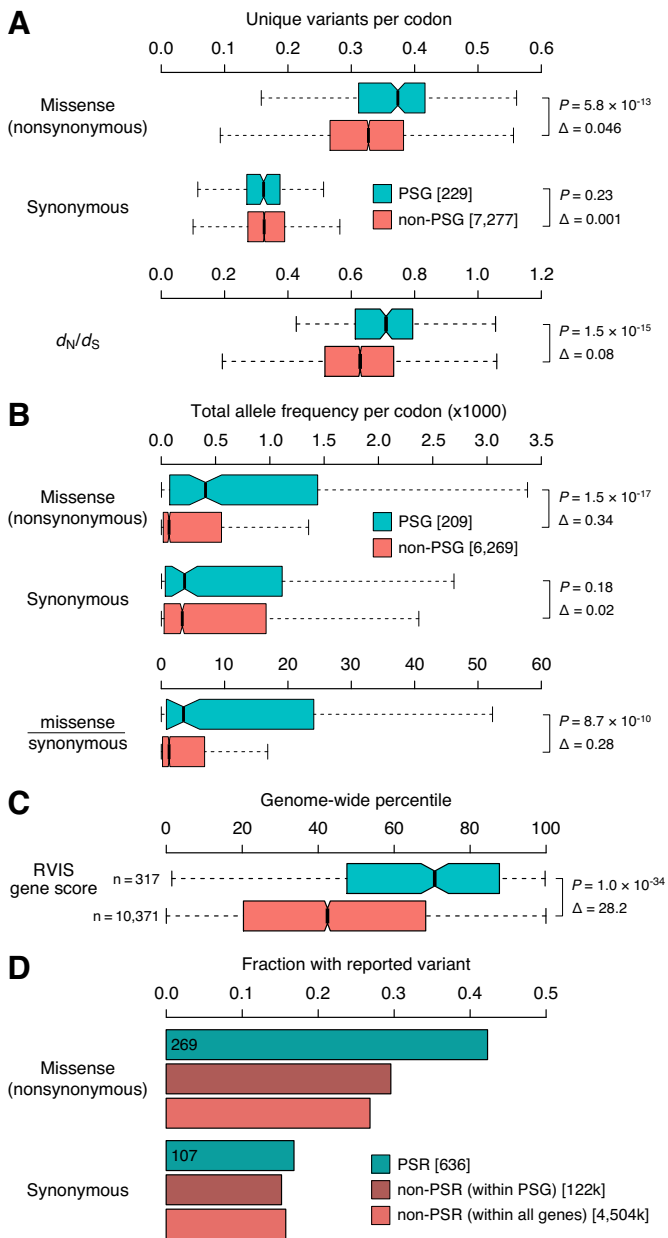 A
Unique variants per codon
0.0 0.1 0.2 0.3 0.4 0.5 0.6
Missense
(nonsynonymous)
P = 5.8 × 10⁻¹³
Δ = 0.046
Synonymous
PSG [229]
non-PSG [7,277]
P = 0.23
Δ = 0.001
0.0 0.2 0.4 0.6 0.8 1.0 1.2
dN/dS
P = 1.5 × 10⁻¹⁵
Δ = 0.08
B
Total allele frequency per codon (x1000)
0.0 0.5 1.0 1.5 2.0 2.5 3.0 3.5
Missense
(nonsynonymous)
P = 1.5 × 10⁻¹⁷
Δ = 0.34
PSG [209]
non-PSG [6,269]
Synonymous
P = 0.18
Δ = 0.02
0 10 20 30 40 50 60
missense
synonymous
P = 8.7 × 10⁻¹⁰
Δ = 0.28
C
Genome-wide percentile
0 20 40 60 80 100
RVIS
gene score
n = 317
n = 10,371
P = 1.0 × 10⁻³⁴
Δ = 28.2
D
Fraction with reported variant
0.0 0.1 0.2 0.3 0.4 0.5
Missense
(nonsynonymous)
269
Synonymous
107
PSR [636]
non-PSR (within PSG) [122k]
non-PSR (within all genes) [4,504k]